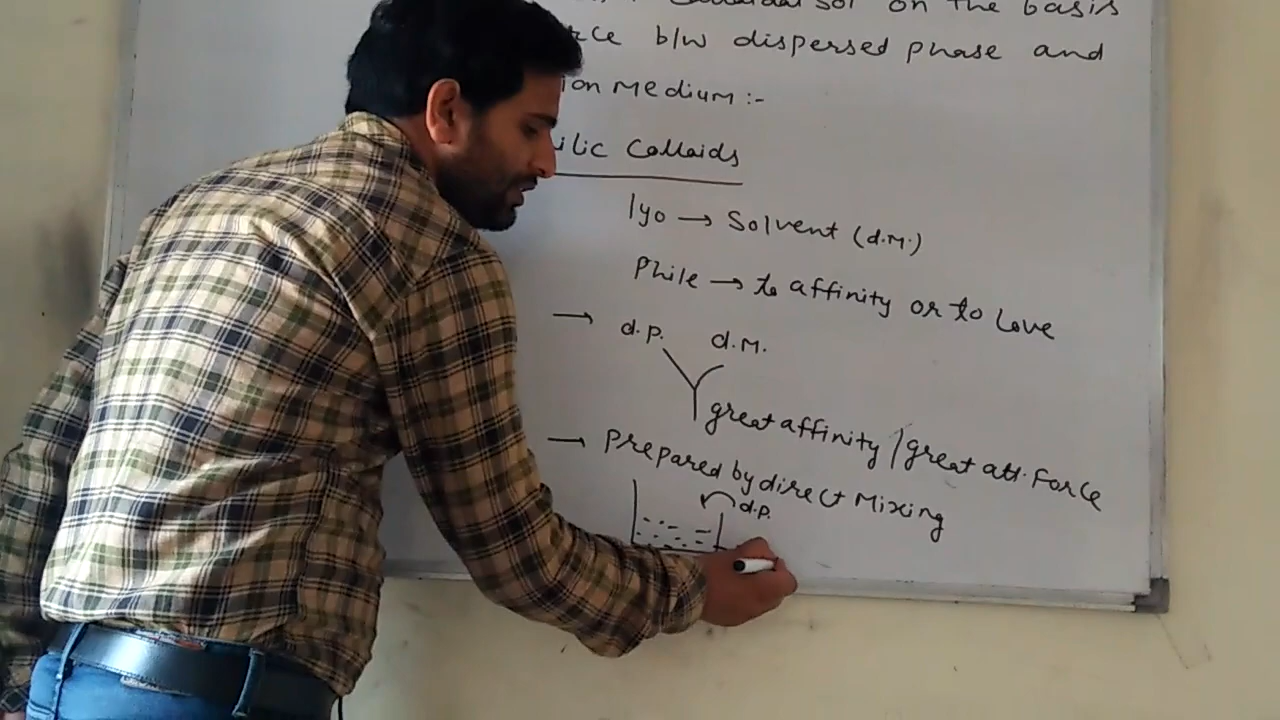 on the basis
b/w dispersed phase and
ion Medium :-
ilic Colloids
lyo → Solvent (d.M.)
Phile → to affinity or to Love
→ d.p. d.M.
great affinity / great att. Force
→ Prepared by direct Mixing
d.p.